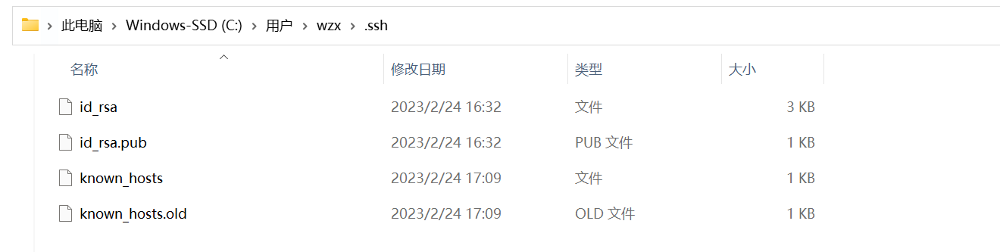 此电脑 > Windows-SSD (C:) > 用户 > wzx > .ssh
名称 修改日期 类型 大小
id_rsa 2023/2/24 16:32 文件 3 KB
id_rsa.pub 2023/2/24 16:32 PUB 文件 1 KB
known_hosts 2023/2/24 17:09 文件 1 KB
known_hosts.old 2023/2/24 17:09 OLD 文件 1 KB